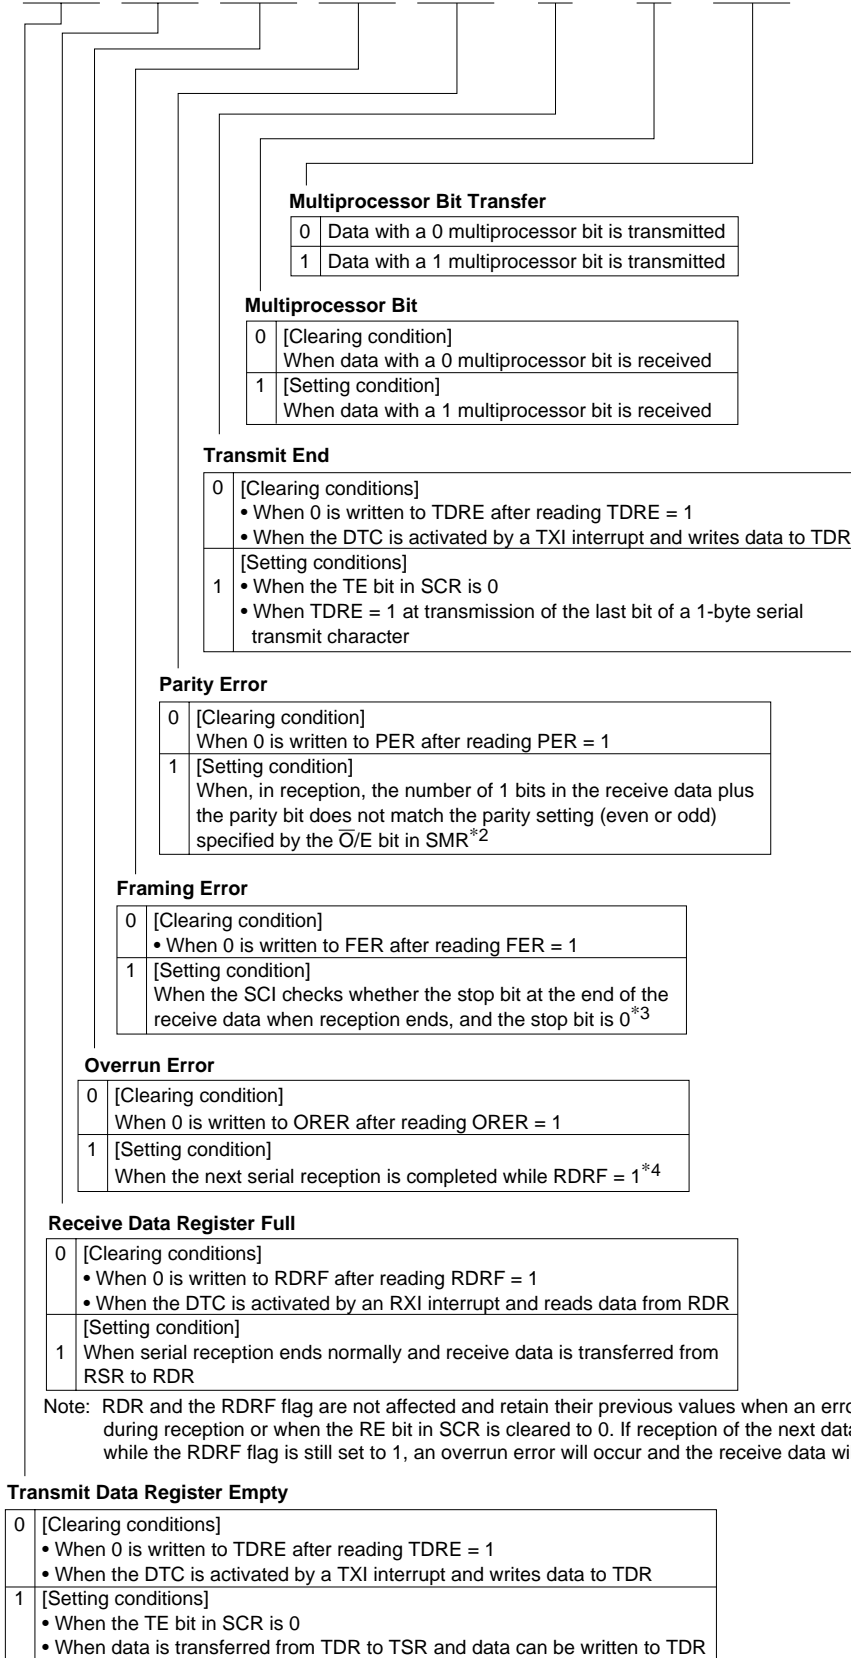 Multiprocessor Bit Transfer
0 Data with a 0 multiprocessor bit is transmitted
1 Data with a 1 multiprocessor bit is transmitted
Multiprocessor Bit
0 [Clearing condition]
When data with a 0 multiprocessor bit is received
1 [Setting condition]
When data with a 1 multiprocessor bit is received
Transmit End
0 [Clearing conditions]
• When 0 is written to TDRE after reading TDRE = 1
• When the DTC is activated by a TXI interrupt and writes data to TDR
[Setting conditions]
1 • When the TE bit in SCR is 0
• When TDRE = 1 at transmission of the last bit of a 1-byte serial
transmit character
Parity Error
0 [Clearing condition]
When 0 is written to PER after reading PER = 1
1 [Setting condition]
When, in reception, the number of 1 bits in the receive data plus
the parity bit does not match the parity setting (even or odd)
specified by the O̅/E bit in SMR*2
Framing Error
0 [Clearing condition]
• When 0 is written to FER after reading FER = 1
1 [Setting condition]
When the SCI checks whether the stop bit at the end of the
receive data when reception ends, and the stop bit is 0*3
Overrun Error
0 [Clearing condition]
When 0 is written to ORER after reading ORER = 1
1 [Setting condition]
When the next serial reception is completed while RDRF = 1*4
Receive Data Register Full
0 [Clearing conditions]
• When 0 is written to RDRF after reading RDRF = 1
• When the DTC is activated by an RXI interrupt and reads data from RDR
[Setting condition]
1 When serial reception ends normally and receive data is transferred from
RSR to RDR
Note: RDR and the RDRF flag are not affected and retain their previous values when an erro
during reception or when the RE bit in SCR is cleared to 0. If reception of the next data
while the RDRF flag is still set to 1, an overrun error will occur and the receive data wi
Transmit Data Register Empty
0 [Clearing conditions]
• When 0 is written to TDRE after reading TDRE = 1
• When the DTC is activated by a TXI interrupt and writes data to TDR
1 [Setting conditions]
• When the TE bit in SCR is 0
• When data is transferred from TDR to TSR and data can be written to TDR